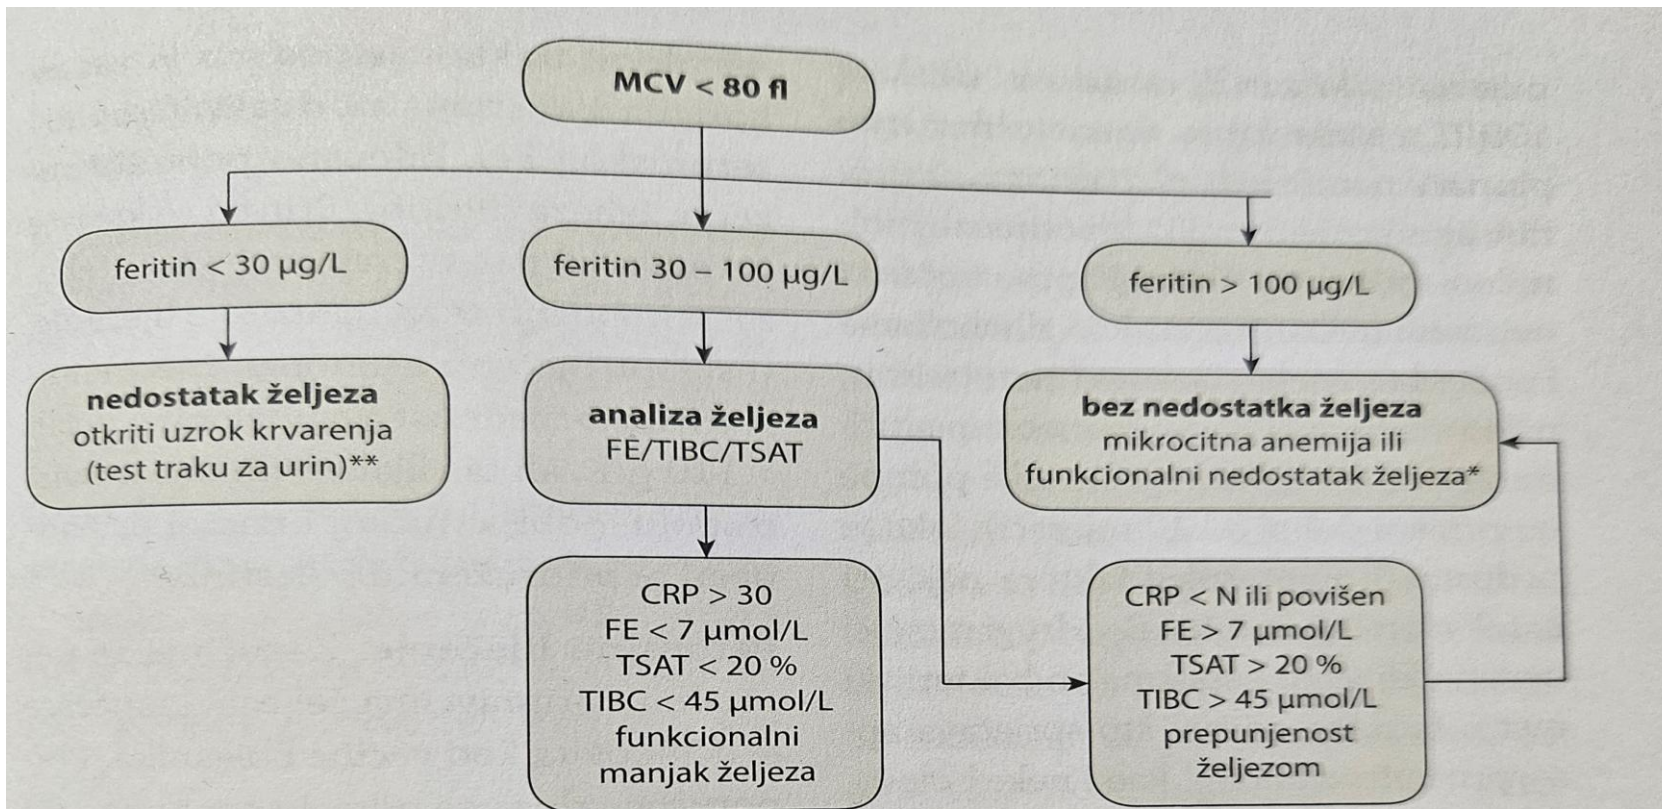 MCV < 80 fl
feritin < 30 µg/L
feritin 30 – 100 µg/L
feritin > 100 µg/L
nedostatak željeza
otkriti uzrok krvarenja
(test traku za urin)**
analiza željeza
FE/TIBC/TSAT
bez nedostatka željeza
mikrocitna anemija ili
funkcionalni nedostatak željeza*
CRP > 30
FE < 7 µmol/L
TSAT < 20 %
TIBC < 45 µmol/L
funkcionalni
manjak željeza
CRP < N ili povišen
FE > 7 µmol/L
TSAT > 20 %
TIBC > 45 µmol/L
prepunjenost
željezom